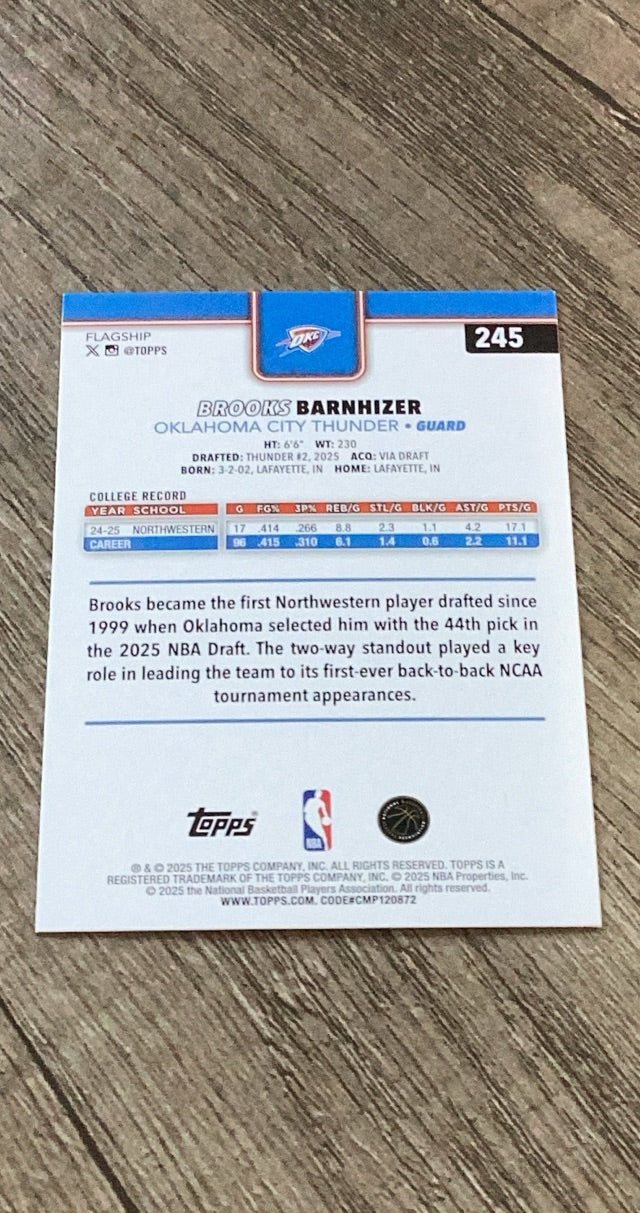 FLAGSHIP
X @TOPPS
OKC
245
BROOKS BARNHIZER
OKLAHOMA CITY THUNDER • GUARD
HT: 6'6" WT: 230
DRAFTED: THUNDER #2, 2025 ACQ: VIA DRAFT
BORN: 3-2-02, LAFAYETTE, IN HOME: LAFAYETTE, IN
COLLEGE RECORD
YEAR SCHOOL G FG% 3P% REB/G STL/G BLK/G AST/G PTS/G
24-25 NORTHWESTERN 17 .414 .266 8.8 2.3 1.1 4.2 17.1
CAREER 96 .415 .310 6.1 1.4 0.6 2.2 11.1
Brooks became the first Northwestern player drafted since
1999 when Oklahoma selected him with the 44th pick in
the 2025 NBA Draft. The two-way standout played a key
role in leading the team to its first-ever back-to-back NCAA
tournament appearances.
Topps®
NBA
® & © 2025 THE TOPPS COMPANY, INC. ALL RIGHTS RESERVED. TOPPS IS A
REGISTERED TRADEMARK OF THE TOPPS COMPANY, INC. © 2025 NBA Properties, Inc.
© 2025 the National Basketball Players Association. All rights reserved.
WWW.TOPPS.COM. CODE#CMP120872